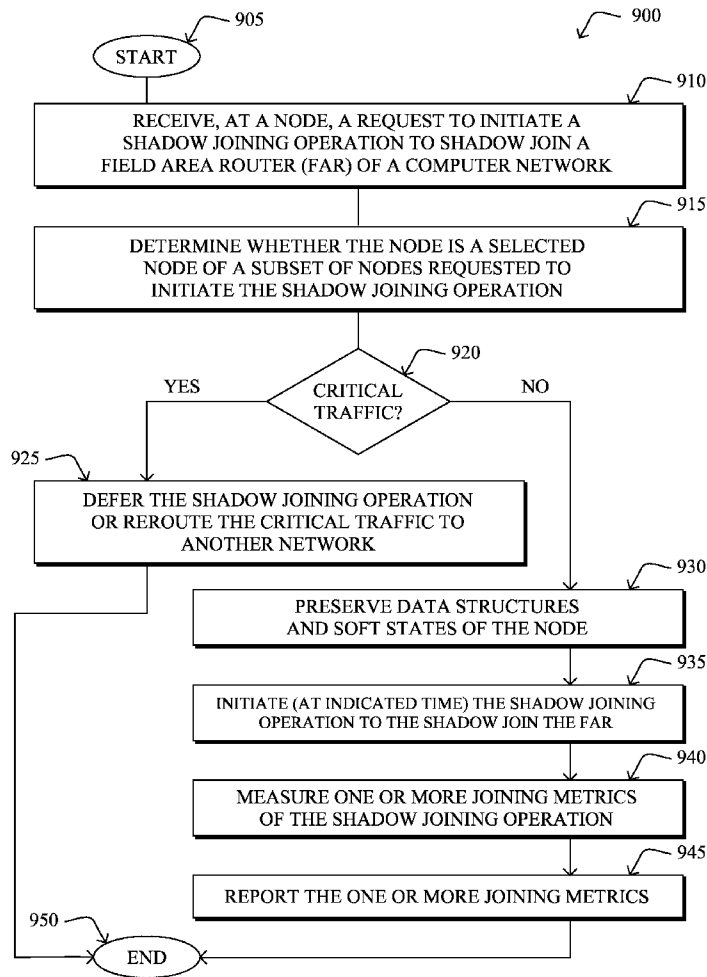 905
900
START
910
RECEIVE, AT A NODE, A REQUEST TO INITIATE A
SHADOW JOINING OPERATION TO SHADOW JOIN A
FIELD AREA ROUTER (FAR) OF A COMPUTER NETWORK
915
DETERMINE WHETHER THE NODE IS A SELECTED
NODE OF A SUBSET OF NODES REQUESTED TO
INITIATE THE SHADOW JOINING OPERATION
920
YES
CRITICAL
TRAFFIC?
NO
925
DEFER THE SHADOW JOINING OPERATION
OR REROUTE THE CRITICAL TRAFFIC TO
ANOTHER NETWORK
930
PRESERVE DATA STRUCTURES
AND SOFT STATES OF THE NODE
935
INITIATE (AT INDICATED TIME) THE SHADOW JOINING
OPERATION TO THE SHADOW JOIN THE FAR
940
MEASURE ONE OR MORE JOINING METRICS
OF THE SHADOW JOINING OPERATION
945
REPORT THE ONE OR MORE JOINING METRICS
950
END